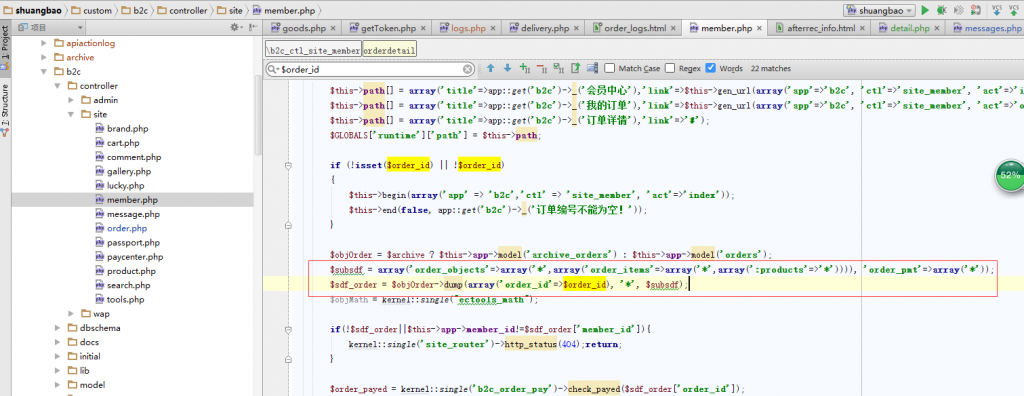 shuangbao custom b2c controller site member.php shuangbao VCS VCS
Project goods.php getToken.php logs.php delivery.php order_logs.html member.php afterrec_info.html detail.php messages.php
apiactionlog \b2c_ctl_site_member orderdetail
archive $order_id Match Case Regex Words 22 matches
b2c
controller
admin
site
brand.php
cart.php
comment.php
gallery.php
lucky.php
member.php
message.php
order.php
passport.php
paycenter.php
product.php
search.php
tools.php
wap
dbschema
docs
initial
lib
model
1: Project
7: Structure
$this->path[] = array('title'=>app::get('b2c')->_('会员中心'),'link'=>$this->gen_url(array('app'=>'b2c', 'ctl'=>'site_member', 'act'=>'i
$this->path[] = array('title'=>app::get('b2c')->_('我的订单'),'link'=>$this->gen_url(array('app'=>'b2c', 'ctl'=>'site_member', 'act'=>'o
$this->path[] = array('title'=>app::get('b2c')->_('订单详情'),'link'=>'#');
$GLOBALS['runtime']['path'] = $this->path;
if (!isset($order_id) || !$order_id)
{
$this->begin(array('app' => 'b2c','ctl' => 'site_member', 'act'=>'index'));
$this->end(false, app::get('b2c')->_('订单编号不能为空!'));
}
$objOrder = $archive ? $this->app->model('archive_orders') : $this->app->model('orders');
$subsdf = array('order_objects'=>array('*',array('order_items'=>array('*',array(':products'=>'*')))), 'order_pmt'=>array('*'));
$sdf_order = $objOrder->dump(array('order_id'=>$order_id), '*', $subsdf);
$objMath = kernel::single("ectools_math");
if(!$sdf_order||$this->app->member_id!=$sdf_order['member_id']){
kernel::single('site_router')->http_status(404);return;
}
$order_payed = kernel::single('b2c_order_pay')->check_payed($sdf_order['order_id']);
52%